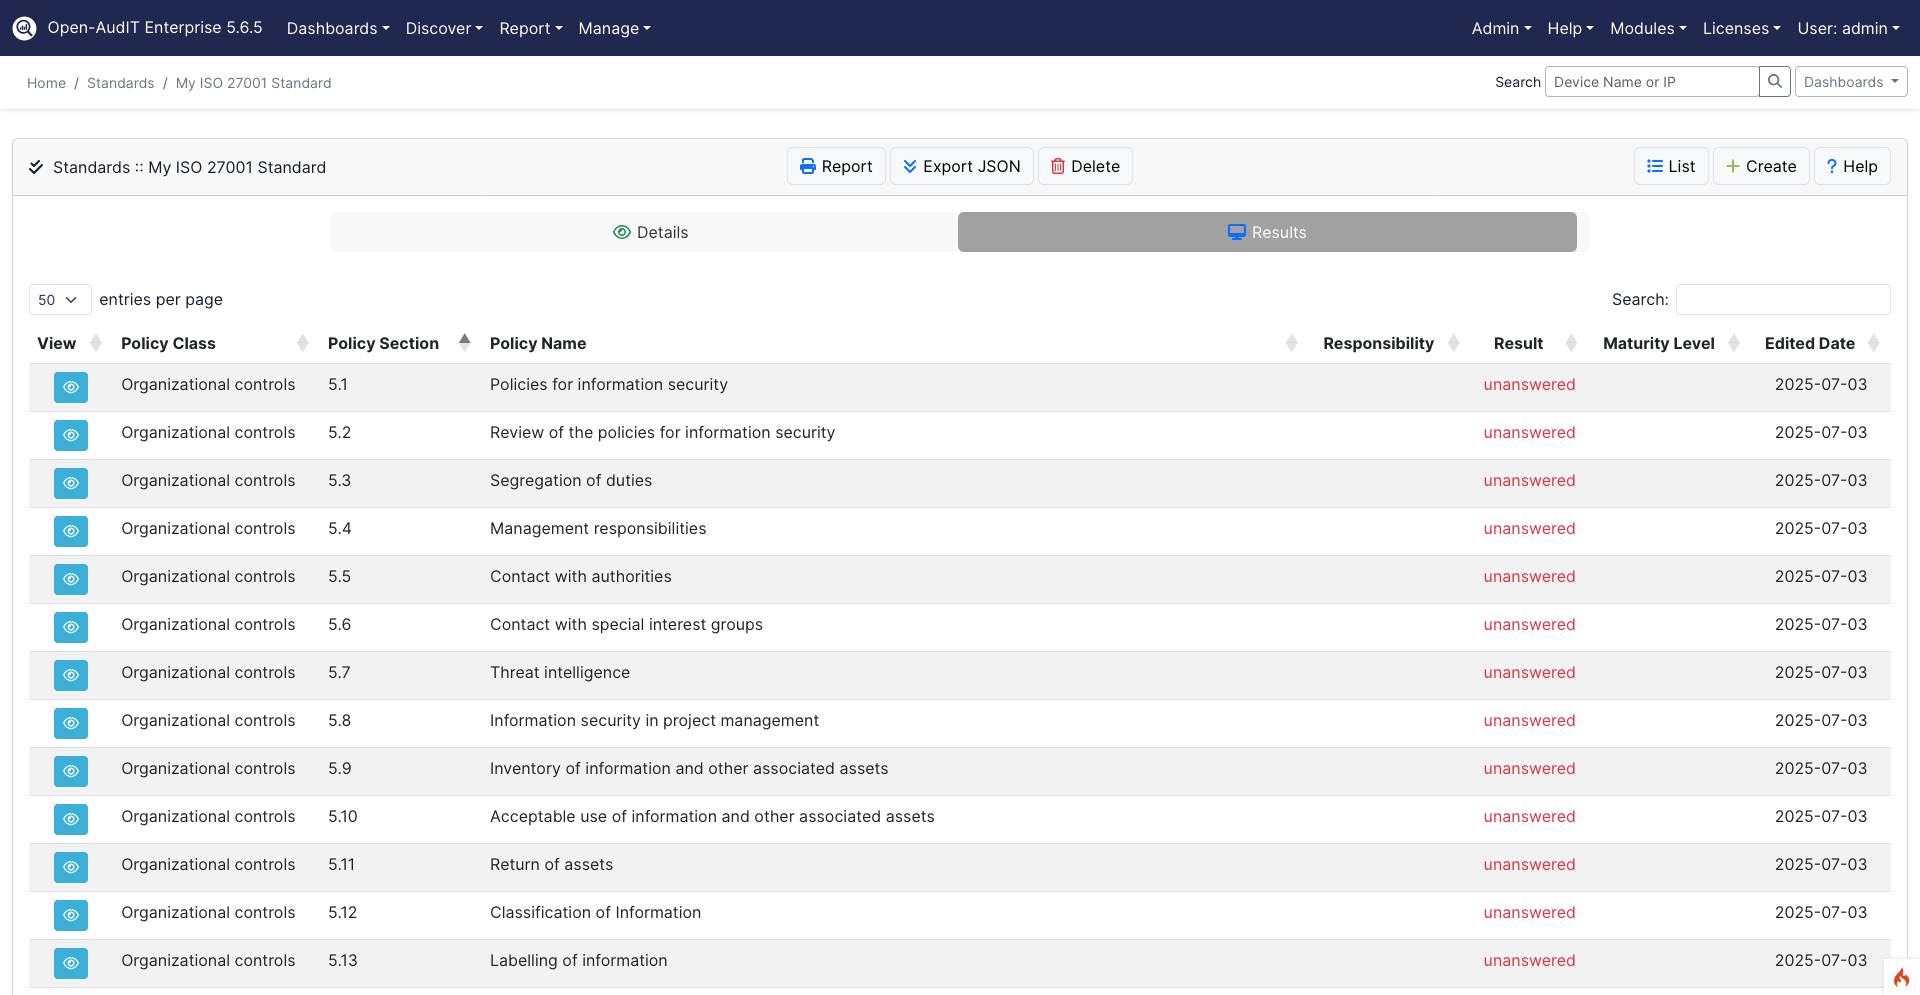 Open-AudIT Enterprise 5.6.5 Dashboards Discover Report Manage Admin Help Modules Licenses User: admin
Home / Standards / My ISO 27001 Standard Search Device Name or IP Dashboards
Standards :: My ISO 27001 Standard Report Export JSON Delete List Create ? Help
Details Results
50 entries per page Search:
View Policy Class Policy Section Policy Name Responsibility Result Maturity Level Edited Date
Organizational controls 5.1 Policies for information security unanswered 2025-07-03
Organizational controls 5.2 Review of the policies for information security unanswered 2025-07-03
Organizational controls 5.3 Segregation of duties unanswered 2025-07-03
Organizational controls 5.4 Management responsibilities unanswered 2025-07-03
Organizational controls 5.5 Contact with authorities unanswered 2025-07-03
Organizational controls 5.6 Contact with special interest groups unanswered 2025-07-03
Organizational controls 5.7 Threat intelligence unanswered 2025-07-03
Organizational controls 5.8 Information security in project management unanswered 2025-07-03
Organizational controls 5.9 Inventory of information and other associated assets unanswered 2025-07-03
Organizational controls 5.10 Acceptable use of information and other associated assets unanswered 2025-07-03
Organizational controls 5.11 Return of assets unanswered 2025-07-03
Organizational controls 5.12 Classification of Information unanswered 2025-07-03
Organizational controls 5.13 Labelling of information unanswered 2025-07-03